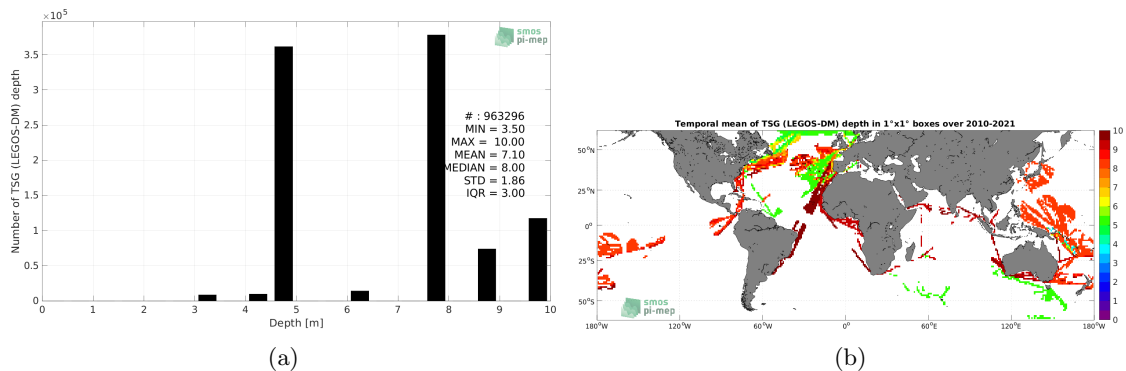 ×10⁵
smos
pi-mep
3.5
3
2.5
2
1.5
1
0.5
0
Number of TSG (LEGOS-DM) depth
# : 963296
MIN = 3.50
MAX = 10.00
MEAN = 7.10
MEDIAN = 8.00
STD = 1.86
IQR = 3.00
0 1 2 3 4 5 6 7 8 9 10
Depth [m]
(a)
Temporal mean of TSG (LEGOS-DM) depth in 1°x1° boxes over 2010-2021
50°N
25°N
0°
25°S
50°S
180°W 120°W 60°W 0° 60°E 120°E 180°W
smos
pi-mep
10
9
8
7
6
5
4
3
2
1
0
(b)